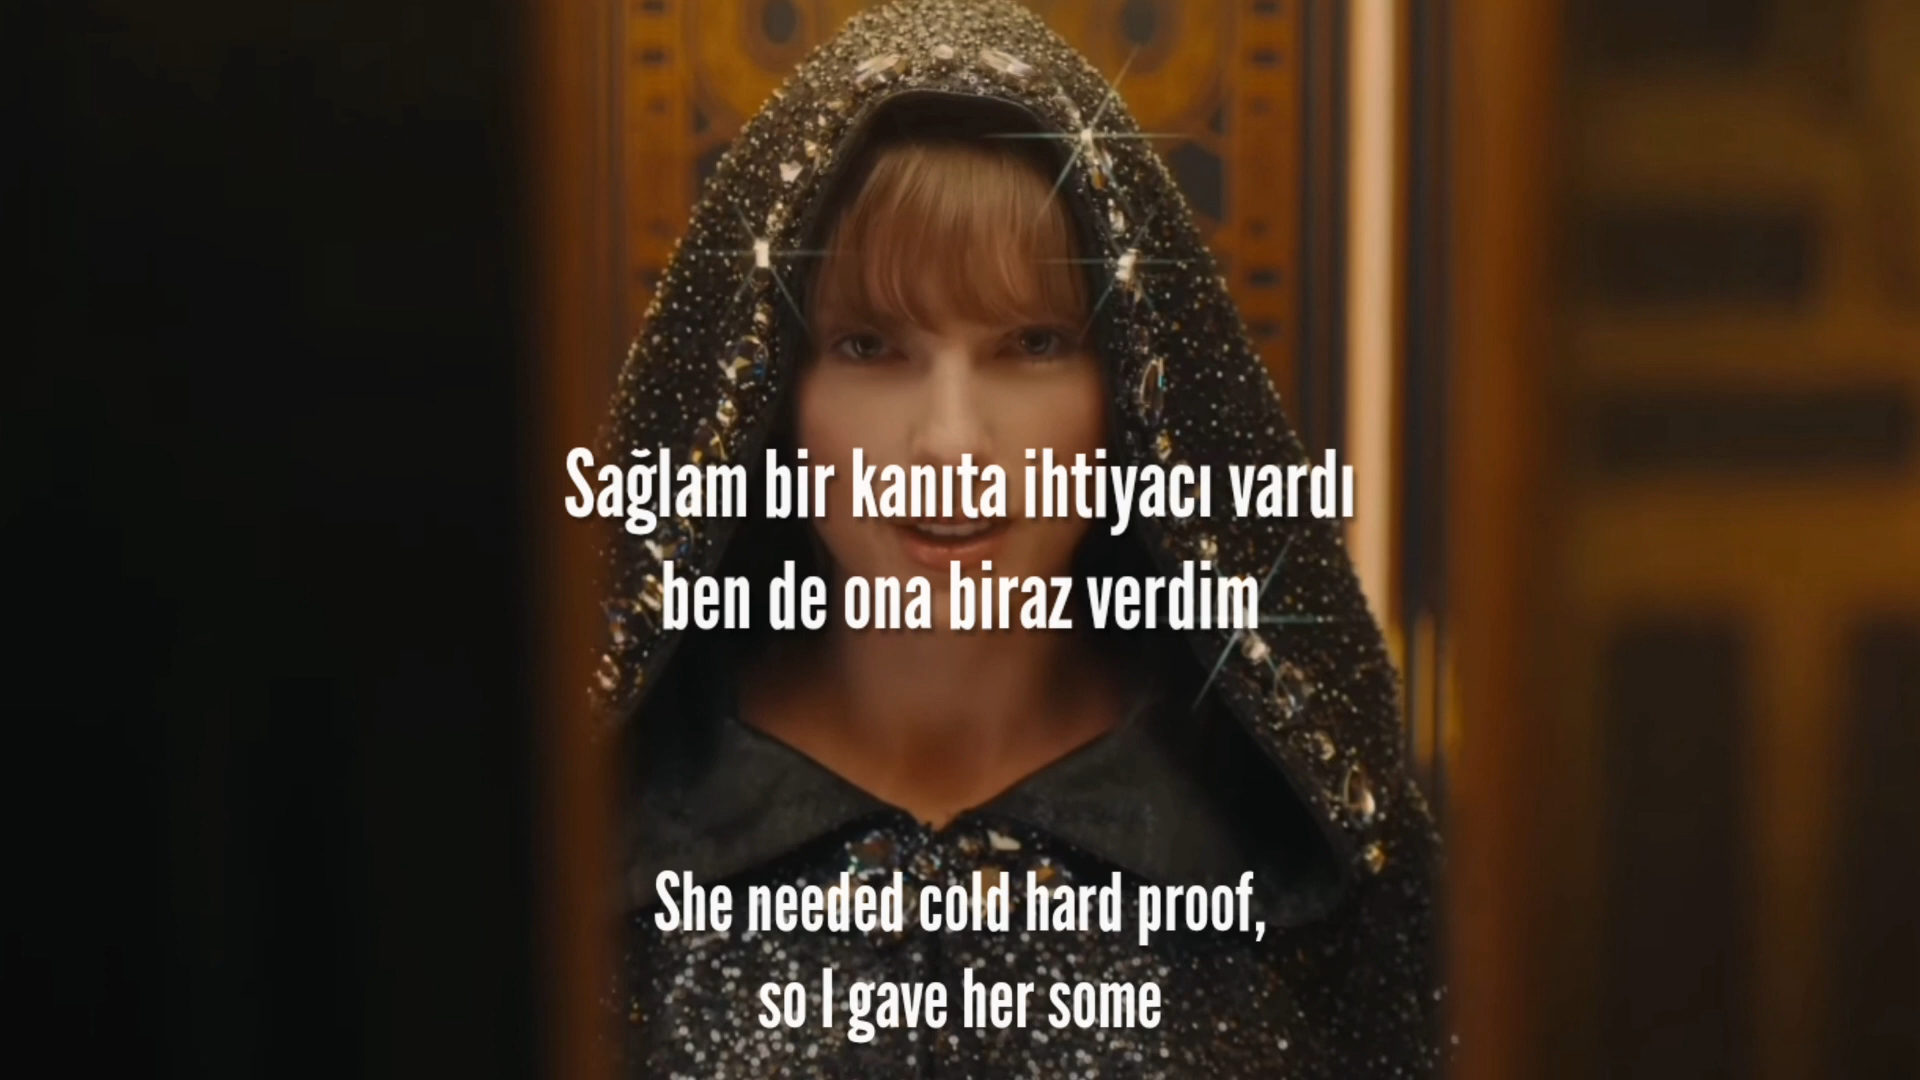 Sağlam bir kanıta ihtiyacı vardı
ben de ona biraz verdim
She needed cold hard proof,
so I gave her some